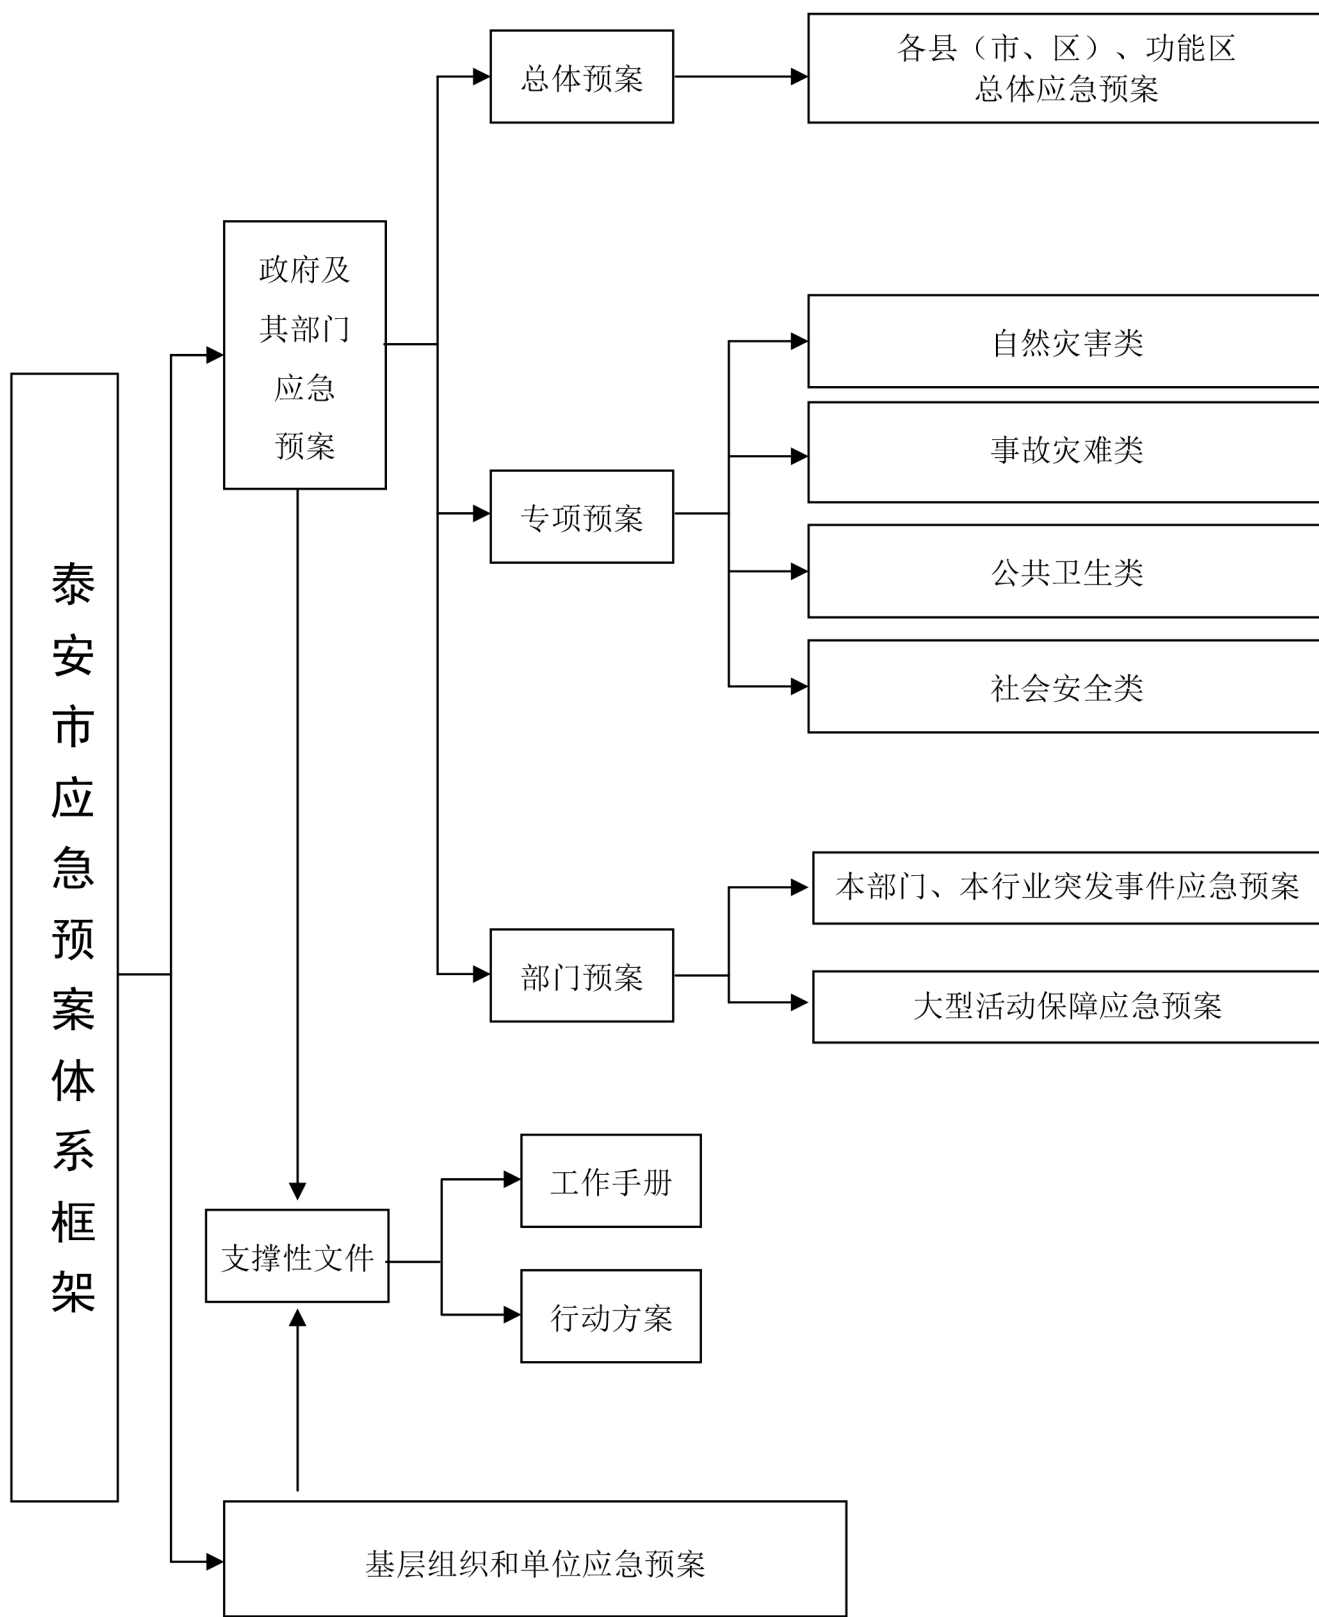 泰安市应急预案体系框架
政府及
其部门
应急
预案
总体预案
各县（市、区）、功能区
总体应急预案
专项预案
自然灾害类
事故灾难类
公共卫生类
社会安全类
部门预案
本部门、本行业突发事件应急预案
大型活动保障应急预案
支撑性文件
工作手册
行动方案
基层组织和单位应急预案